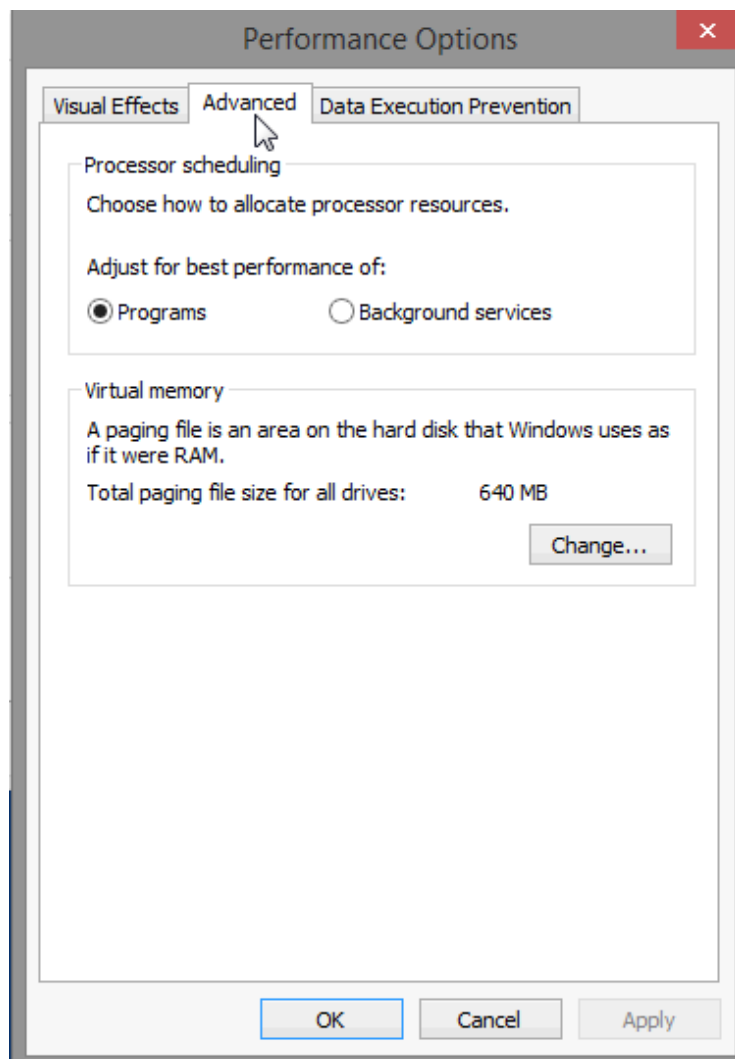 Performance Options
Visual Effects
Advanced
Data Execution Prevention
Processor scheduling
Choose how to allocate processor resources.
Adjust for best performance of:
Programs
Background services
Virtual memory
A paging file is an area on the hard disk that Windows uses as
if it were RAM.
Total paging file size for all drives: 640 MB
Change...
OK
Cancel
Apply